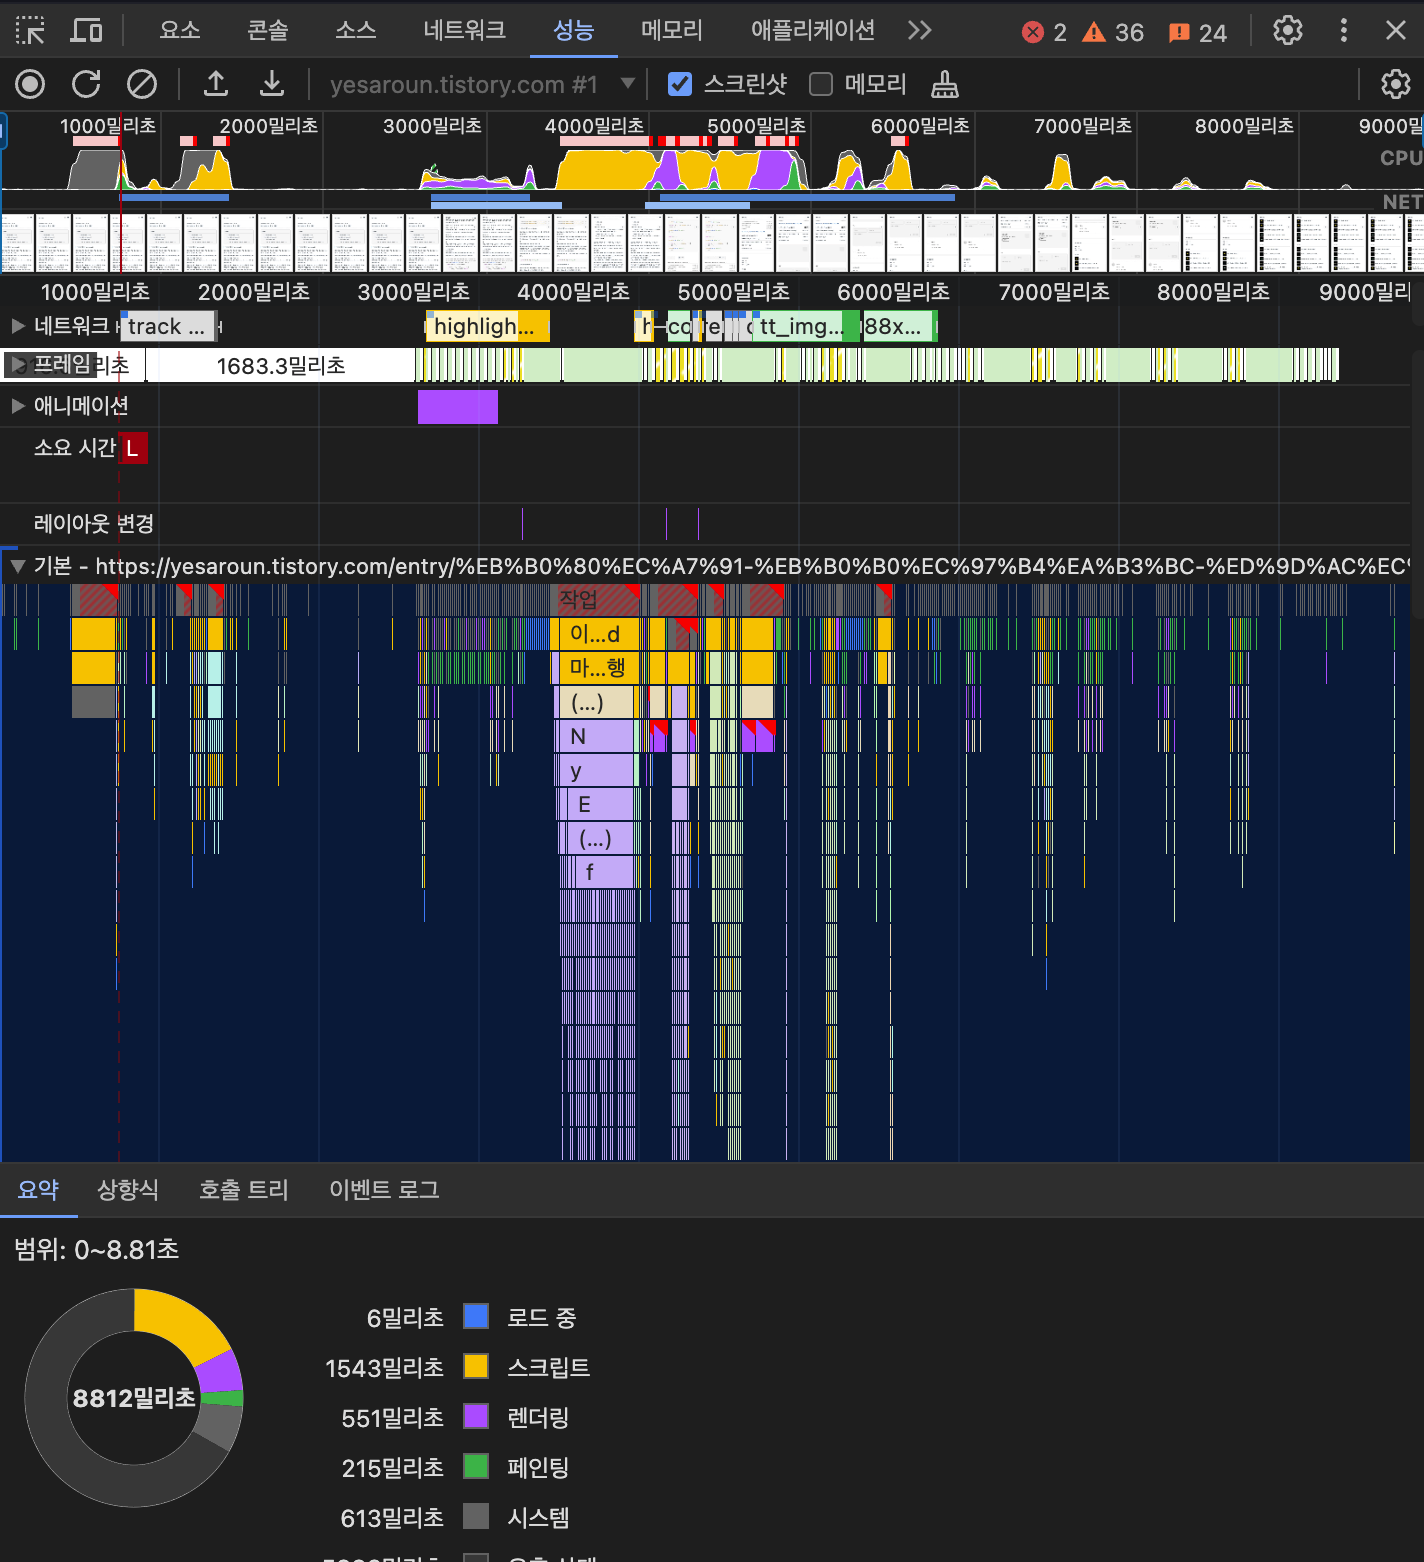 요소 콘솔 소스 네트워크 성능 메모리 애플리케이션 2 36 24
yesaroun.tistory.com #1 스크린샷 메모리
1000밀리초 2000밀리초 3000밀리초 4000밀리초 5000밀리초 6000밀리초 7000밀리초 8000밀리초 9000밀
CPU
NET
1000밀리초 2000밀리초 3000밀리초 4000밀리초 5000밀리초 6000밀리초 7000밀리초 8000밀리초 9000밀리
네트워크 track ... highligh... h co re c tt_img... 88x...
프레임 리초 1683.3밀리초
애니메이션
소요 시간 L
레이아웃 변경
기본 - https://yesaroun.tistory.com/entry/%EB%B0%80%EC%A7%91-%EB%B0%B0%EC%97%B4%EA%B3%BC-%ED%9D%AC%EC%
작업
이...d
마...행
(...)
N
y
E
(...)
f
요약 상향식 호출 트리 이벤트 로그
범위: 0~8.81초
8812밀리초
6밀리초 로드 중
1543밀리초 스크립트
551밀리초 렌더링
215밀리초 페인팅
613밀리초 시스템